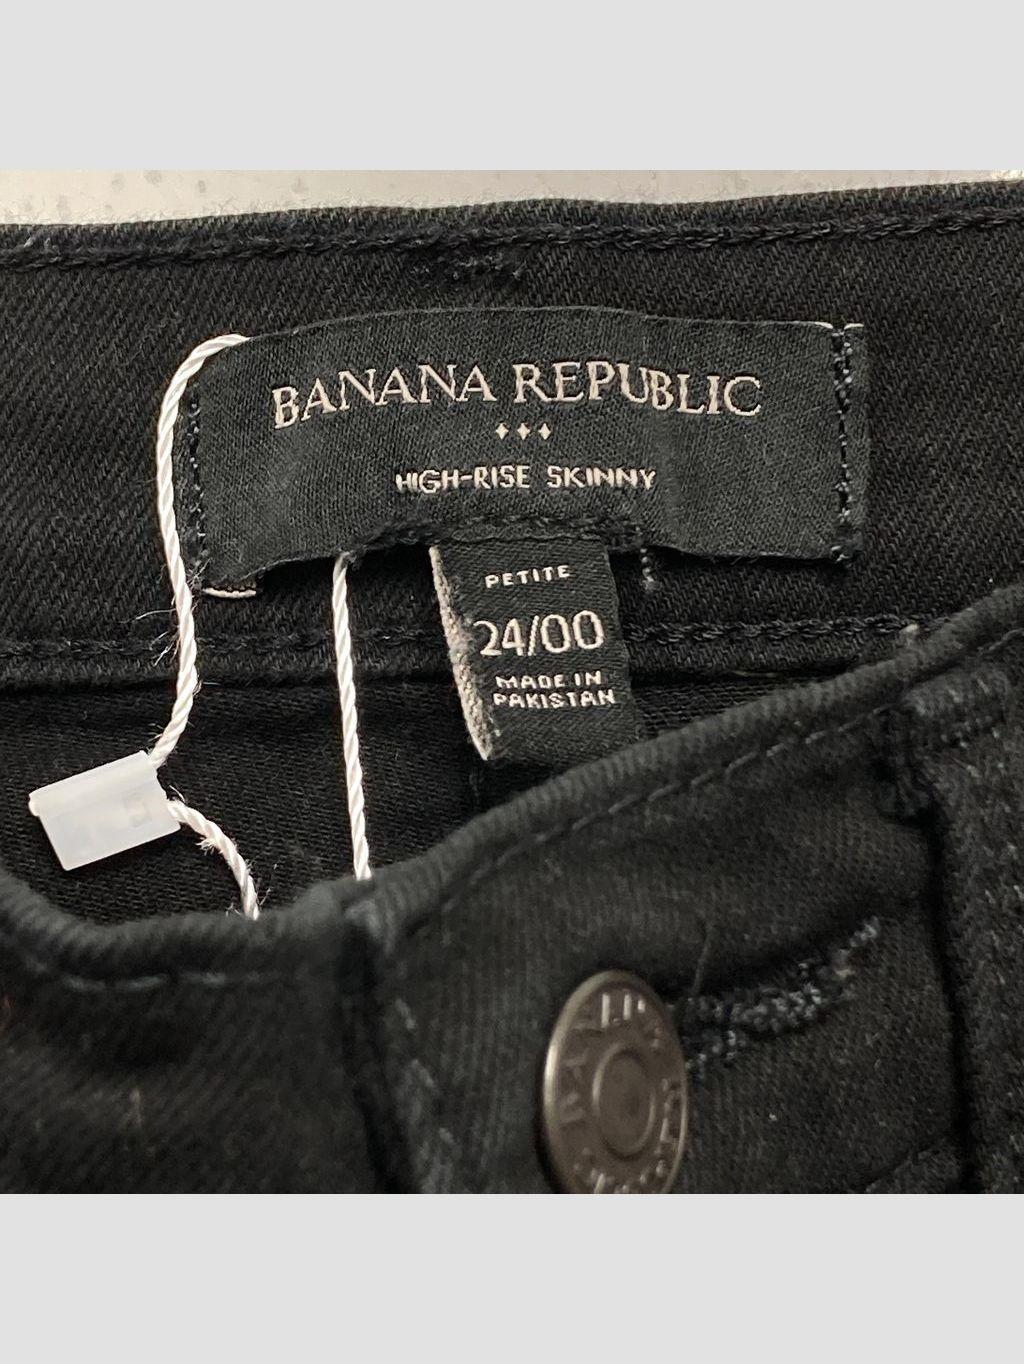 BANANA REPUBLIC
HIGH-RISE SKINNY
PETITE
24/00
MADE IN
PAKISTAN